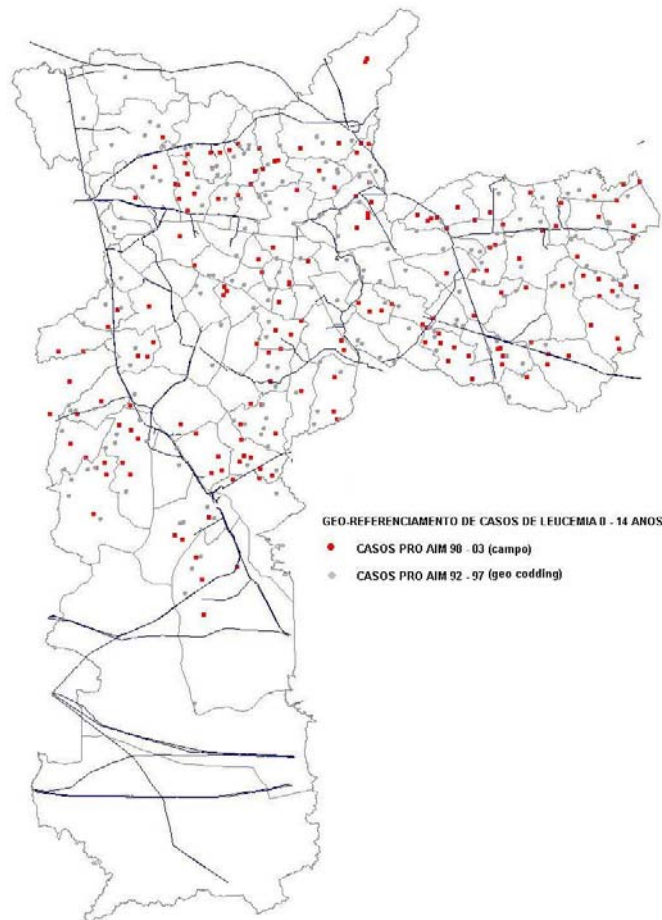 GEO-REFERENCIAMENTO DE CASOS DE LEUCEMIA 0 - 14 ANOS
CASOS PRO AIM 98 - 03 (campo)
CASOS PRO AIM 92 - 97 (geo codding)